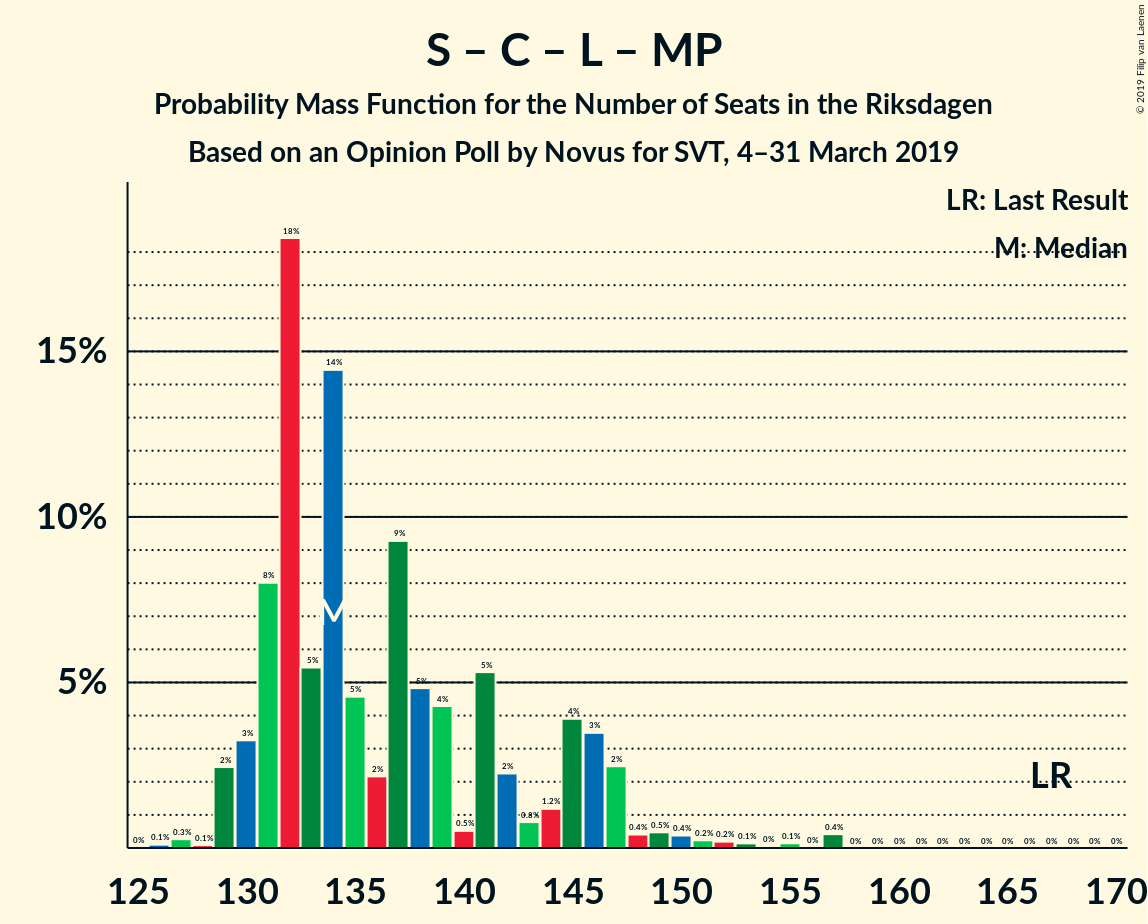 S – C – L – MP
Probability Mass Function for the Number of Seats in the Riksdagen
Based on an Opinion Poll by Novus for SVT, 4–31 March 2019
© 2019 Filip van Laenen
LR: Last Result
M: Median
15%
10%
5%
0% 0.1% 0.3% 0.1% 2% 3% 8% 18% 5% 14% 5% 2% 9% 5% 4% 0.5% 5% 2% 0.8% 1.2% 4% 3% 2% 0.4% 0.5% 0.4% 0.2% 0.2% 0.1% 0% 0.1% 0% 0.4% 0% 0% 0% 0% 0% 0% 0% 0% 0% 0% 0% 0% 0%
M
LR
125 130 135 140 145 150 155 160 165 170